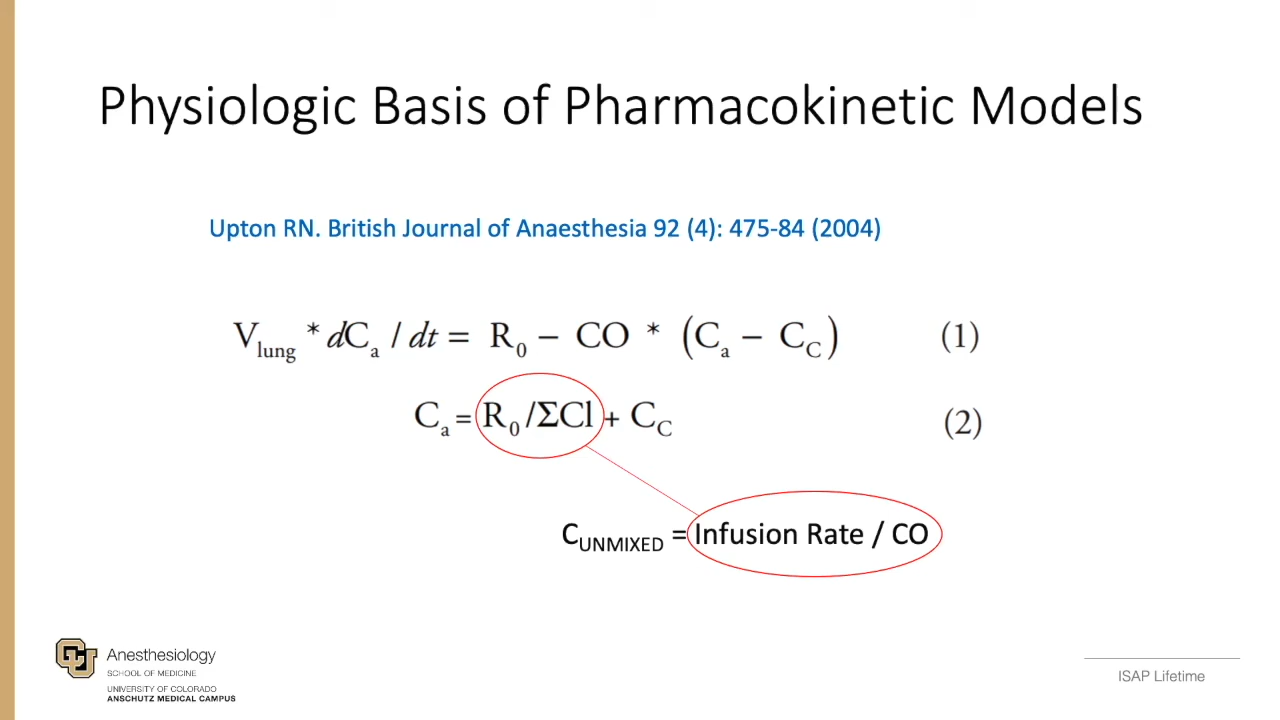 Physiologic Basis of Pharmacokinetic Models
Upton RN. British Journal of Anaesthesia 92 (4): 475-84 (2004)
V_lung * dC_a / dt = R_0 − CO * (C_a − C_C) (1)
C_a = R_0 /ΣCl + C_C (2)
C_UNMIXED = Infusion Rate / CO
CU Anesthesiology
SCHOOL OF MEDICINE
UNIVERSITY OF COLORADO
ANSCHUTZ MEDICAL CAMPUS
ISAP Lifetime